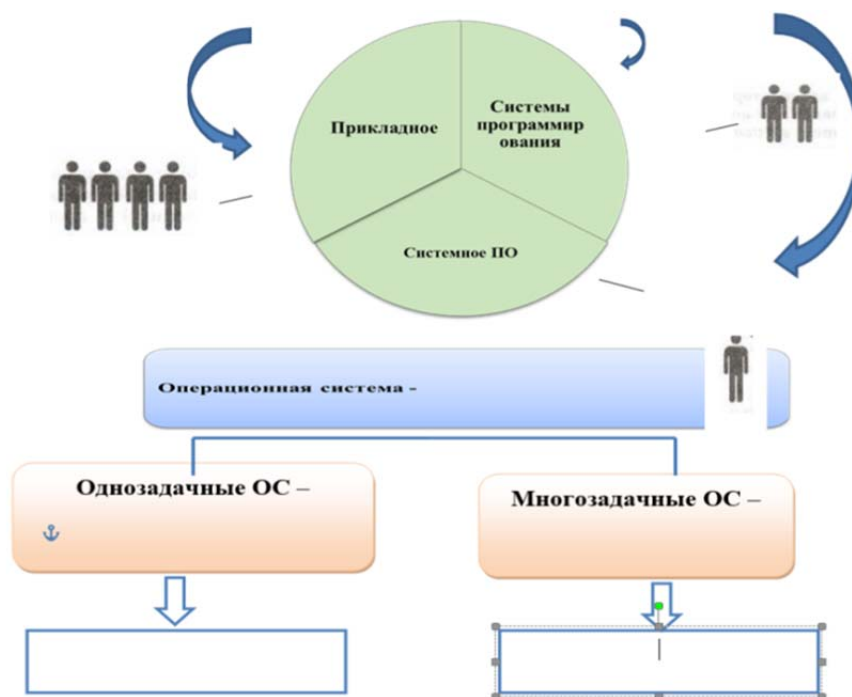 Прикладное
Системы
программир
ования
Системное ПО
Операционная система -
Однозадачные ОС –
Многозадачные ОС –